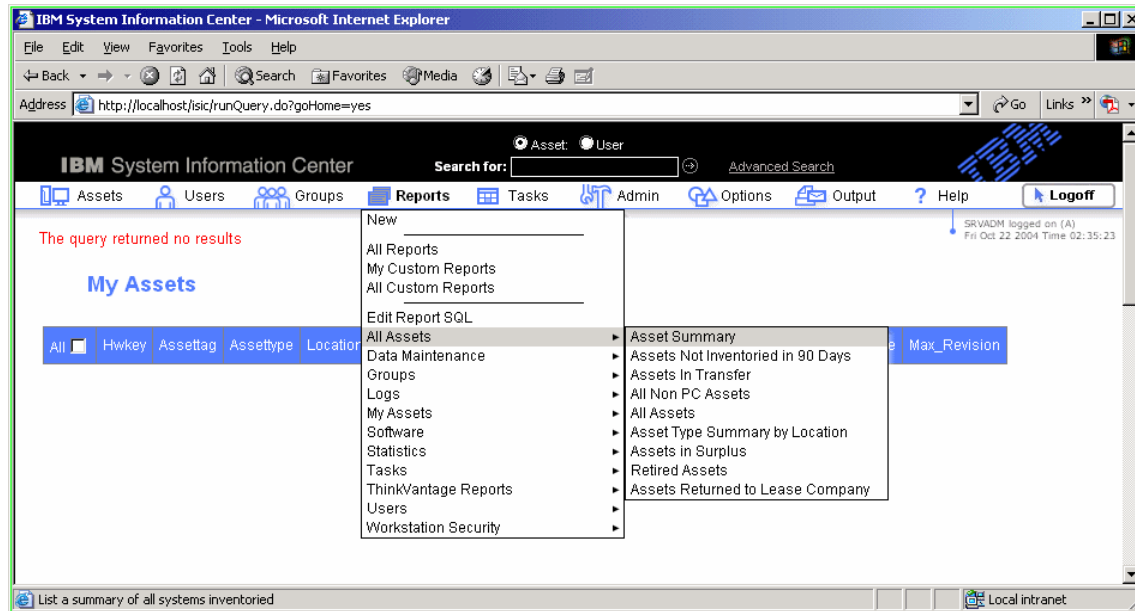 IBM System Information Center - Microsoft Internet Explorer
File Edit View Favorites Tools Help
Back Search Favorites Media
Address http://localhost/isic/runQuery.do?goHome=yes Go Links »
Asset: User
IBM System Information Center Search for: Advanced Search IBM
Assets Users Groups Reports Tasks Admin Options Output ? Help Logoff
SRVADM logged on (A)
Fri Oct 22 2004 Time 02:35:23
The query returned no results
My Assets
All Hwkey Assettag Assettype Location e Max_Revision
New
All Reports
My Custom Reports
All Custom Reports
Edit Report SQL
All Assets
Data Maintenance
Groups
Logs
My Assets
Software
Statistics
Tasks
ThinkVantage Reports
Users
Workstation Security
Asset Summary
Assets Not Inventoried in 90 Days
Assets In Transfer
All Non PC Assets
All Assets
Asset Type Summary by Location
Assets in Surplus
Retired Assets
Assets Returned to Lease Company
List a summary of all systems inventoried Local intranet